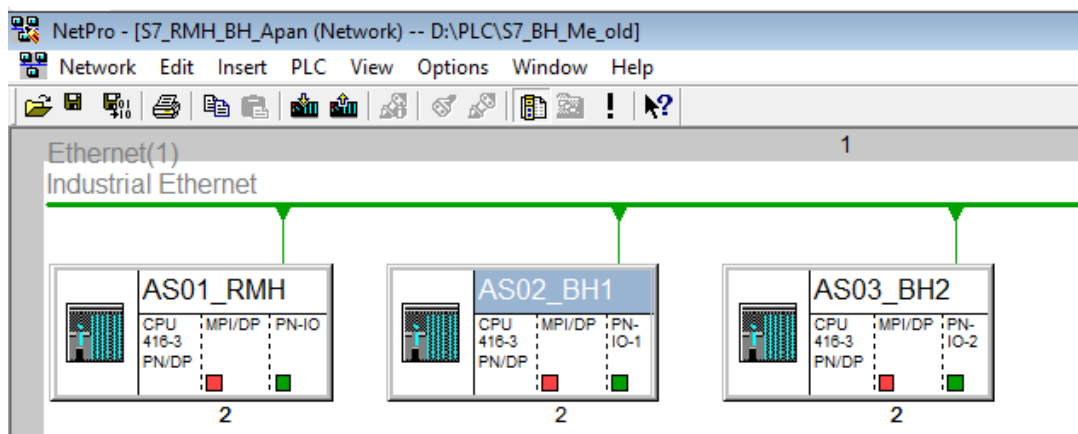 NetPro - [S7_RMH_BH_Apan (Network) -- D:\PLC\S7_BH_Me_old]
Network Edit Insert PLC View Options Window Help
1
Ethernet(1)
Industrial Ethernet
AS01_RMH
CPU
416-3
PN/DP
MPI/DP
PN-IO
2
AS02_BH1
CPU
416-3
PN/DP
MPI/DP
PN-
IO-1
2
AS03_BH2
CPU
416-3
PN/DP
MPI/DP
PN-
IO-2
2